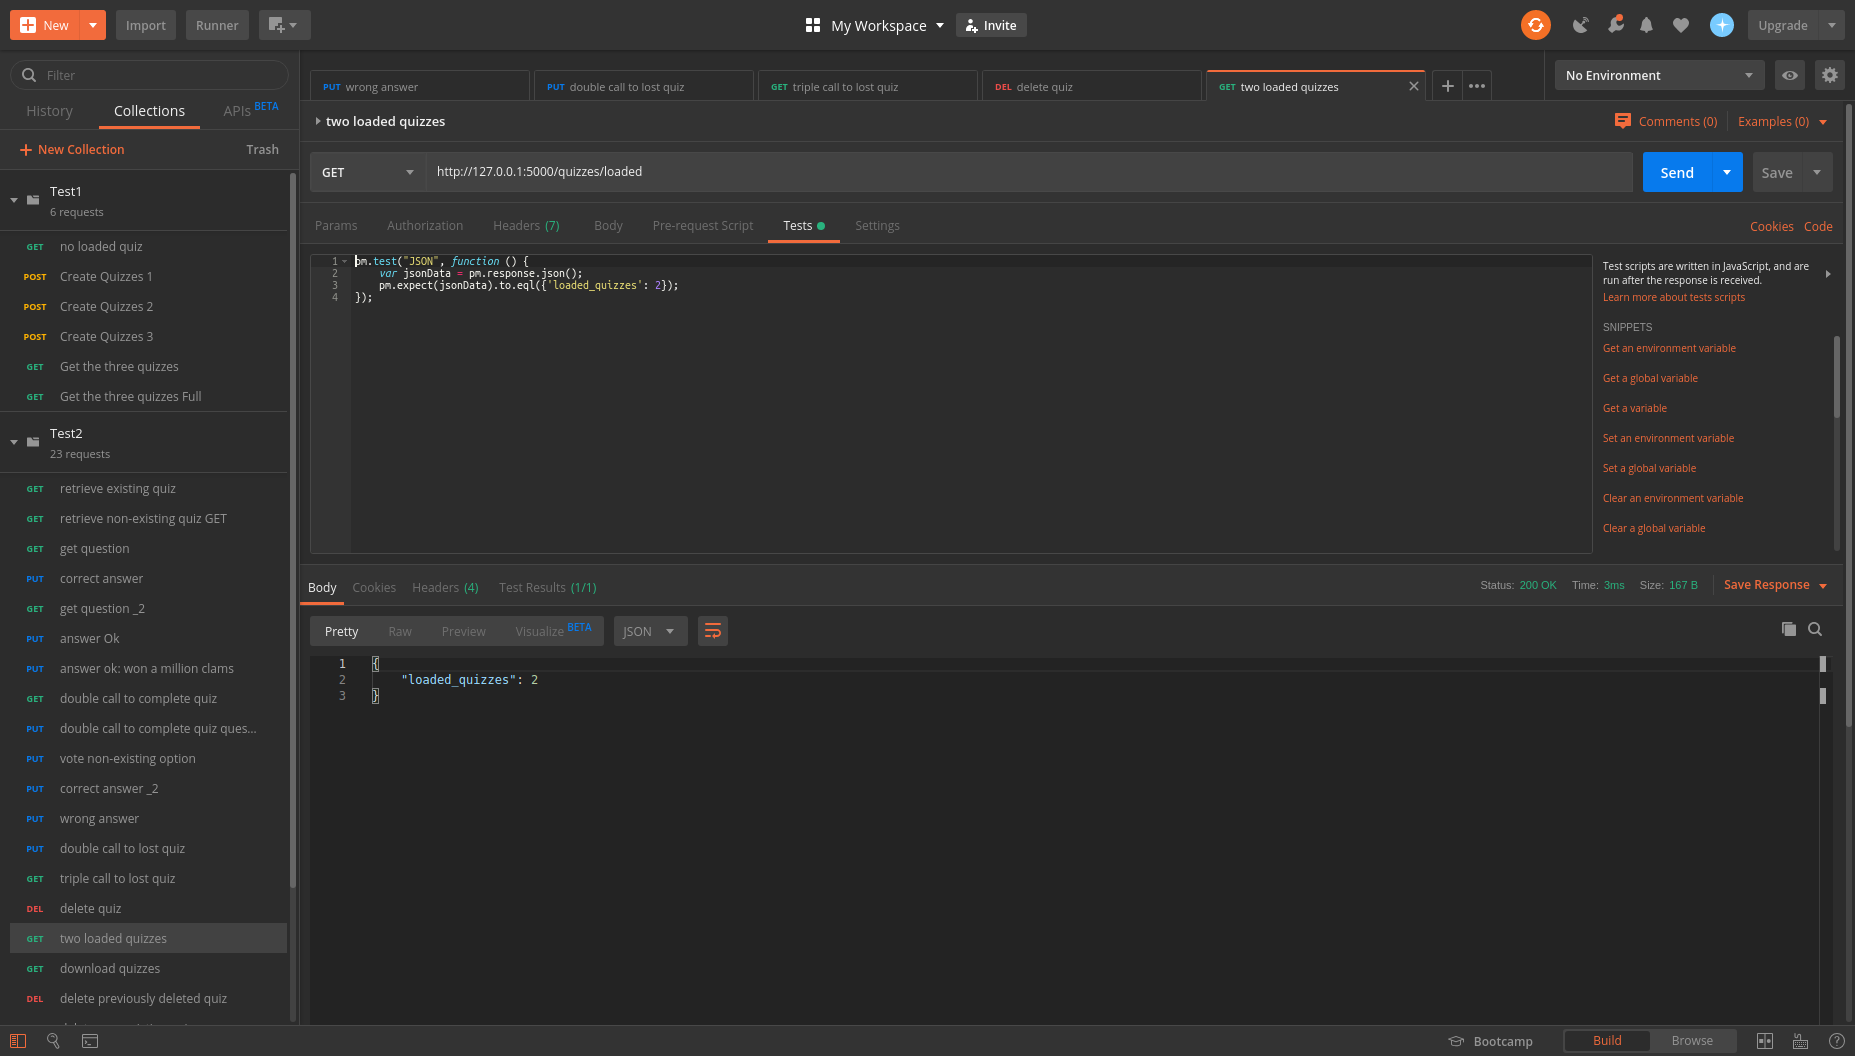 New
Import
Runner
My Workspace
Invite
Upgrade
Filter
History
Collections
APIs BETA
New Collection
Trash
Test1
6 requests
GET no loaded quiz
POST Create Quizzes 1
POST Create Quizzes 2
POST Create Quizzes 3
GET Get the three quizzes
GET Get the three quizzes Full
Test2
23 requests
GET retrieve existing quiz
GET retrieve non-existing quiz GET
GET get question
PUT correct answer
GET get question _2
PUT answer Ok
PUT answer ok: won a million clams
GET double call to complete quiz
PUT double call to complete quiz ques...
PUT vote non-existing option
PUT correct answer _2
PUT wrong answer
PUT double call to lost quiz
GET triple call to lost quiz
DEL delete quiz
GET two loaded quizzes
GET download quizzes
DEL delete previously deleted quiz
PUT wrong answer
PUT double call to lost quiz
GET triple call to lost quiz
DEL delete quiz
GET two loaded quizzes
No Environment
two loaded quizzes
Comments (0)
Examples (0)
GET
http://127.0.0.1:5000/quizzes/loaded
Send
Save
Params
Authorization
Headers (7)
Body
Pre-request Script
Tests
Settings
Cookies
Code
1 pm.test("JSON", function () {
2 var jsonData = pm.response.json();
3 pm.expect(jsonData).to.eql({'loaded_quizzes': 2});
4 });
Test scripts are written in JavaScript, and are
run after the response is received.
Learn more about tests scripts
SNIPPETS
Get an environment variable
Get a global variable
Get a variable
Set an environment variable
Set a global variable
Clear an environment variable
Clear a global variable
Body
Cookies
Headers (4)
Test Results (1/1)
Status: 200 OK
Time: 3ms
Size: 167 B
Save Response
Pretty
Raw
Preview
Visualize BETA
JSON
1 {
2 "loaded_quizzes": 2
3 }
Bootcamp
Build
Browse